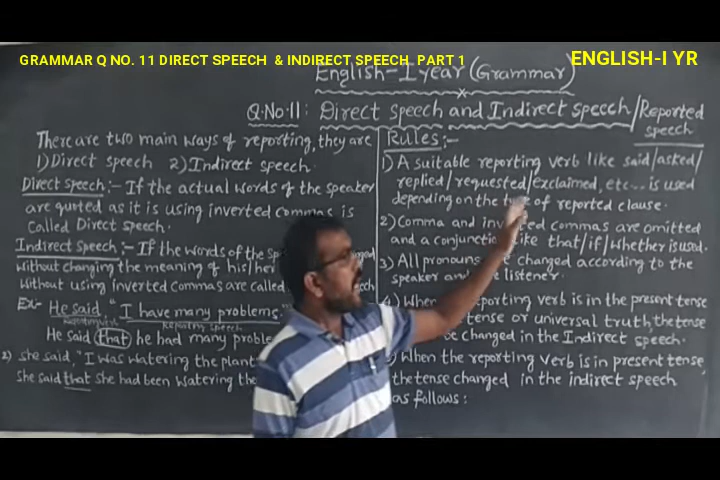 GRAMMAR Q NO. 11 DIRECT SPEECH & INDIRECT SPEECH PART 1
ENGLISH-I YR
English-I year (Grammar)
Q.No:11: Direct speech and Indirect speech/Reported speech
There are two main ways of reporting, they are
1) Direct speech 2) Indirect speech.
Direct speech:- If the actual words of the speaker
are quoted as it is using inverted commas is
called Direct speech.
Indirect speech:- If the words of the
without changing the meaning of his/her
without using inverted commas are called
Ex:- He said, "I have many problems."
Reporting speech
He said that he had many
2) She said, "I was watering the plant
She said that she had been watering the
Rules:-
1) A suitable reporting verb like said/asked/
replied/requested/exclaimed, etc... is used
depending on the of reported clause.
2) Comma and commas are omitted
and a conjunction like that/if/whether is used.
3) All pronouns changed according to the
speaker and listener.
4) When reporting verb is in the present tense
tense or universal truth, the tense
changed in the Indirect speech.
When the reporting verb is in present tense,
the tense changed in the indirect speech
as follows: